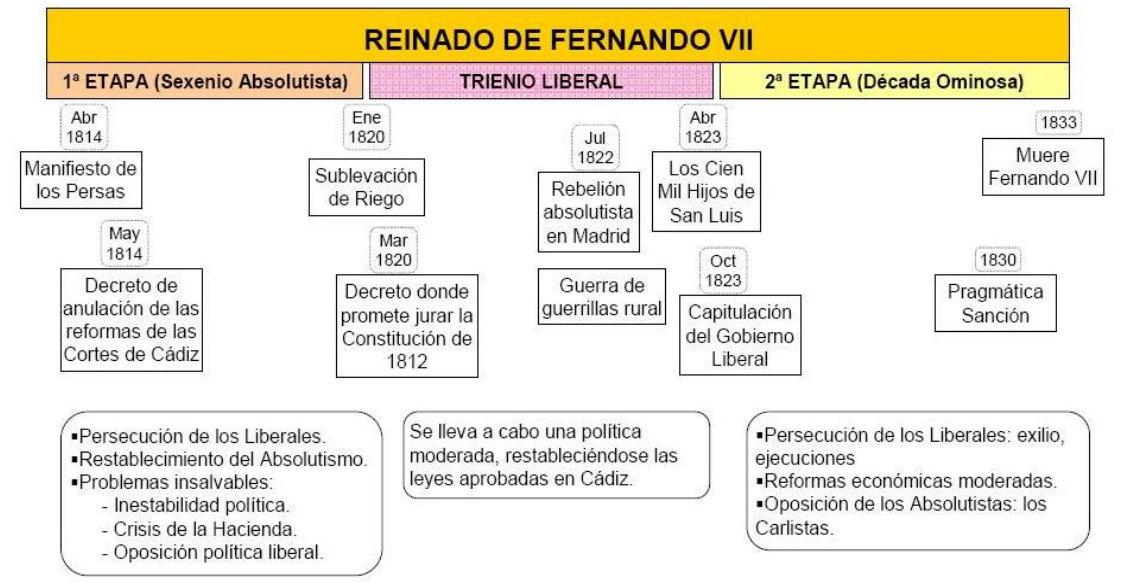 REINADO DE FERNANDO VII
1ª ETAPA (Sexenio Absolutista)
TRIENIO LIBERAL
2ª ETAPA (Década Ominosa)
Abr
1814
Manifiesto de
los Persas
May
1814
Decreto de
anulación de las
reformas de las
Cortes de Cádiz
Ene
1820
Sublevación
de Riego
Mar
1820
Decreto donde
promete jurar la
Constitución de
1812
Jul
1822
Rebelión
absolutista
en Madrid
Guerra de
guerrillas rural
Abr
1823
Los Cien
Mil Hijos de
San Luis
Oct
1823
Capitulación
del Gobierno
Liberal
1833
Muere
Fernando VII
1830
Pragmática
Sanción
▪Persecución de los Liberales.
▪Restablecimiento del Absolutismo.
▪Problemas insalvables:
- Inestabilidad política.
- Crisis de la Hacienda.
- Oposición política liberal.
Se lleva a cabo una política
moderada, restableciéndose las
leyes aprobadas en Cádiz.
▪Persecución de los Liberales: exilio,
ejecuciones
▪Reformas económicas moderadas.
▪Oposición de los Absolutistas: los
Carlistas.